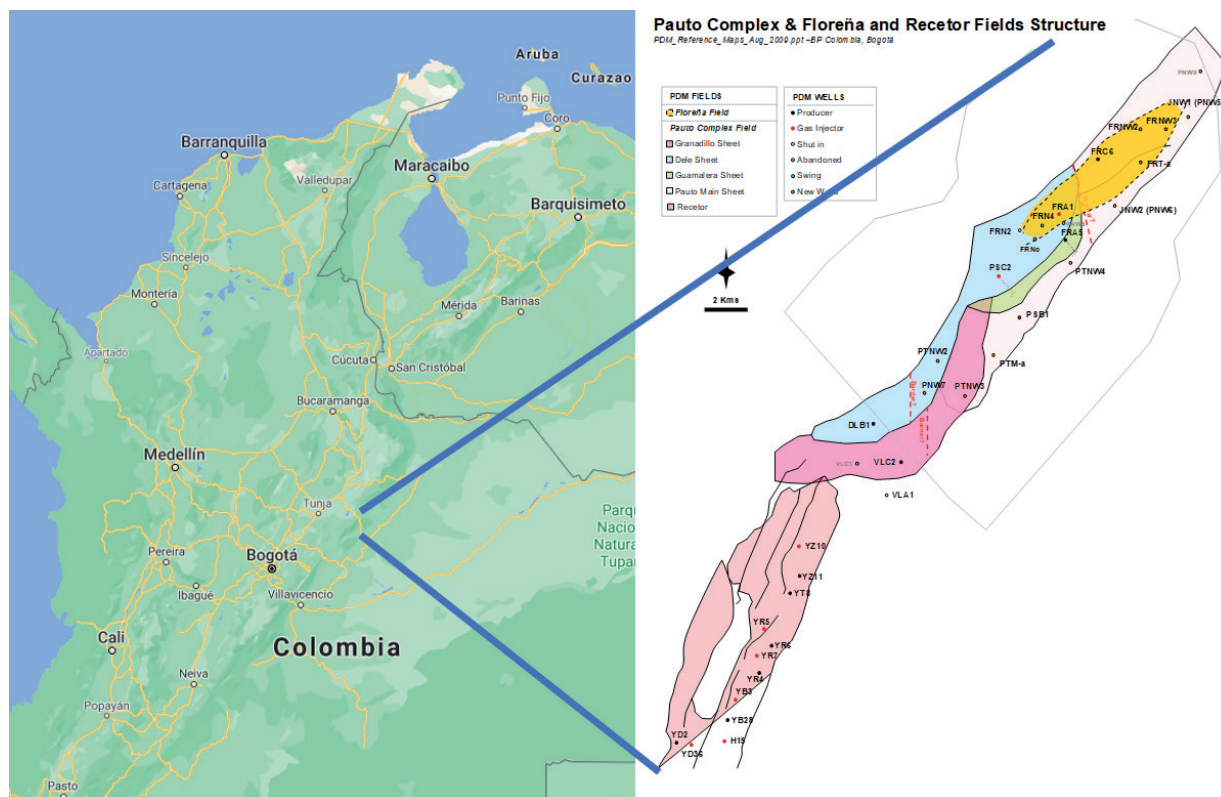 Aruba
Curazao
Punto Fijo
Coro
Barranquilla
Maracaibo
Cartagena
Valledupar
Barquisimeto
Sincelejo
Montería
Mérida
Barinas
Apartadó
Cúcuta
San Cristóbal
Bucaramanga
Medellín
Tunja
Parq
Nacio
Natura
Tupar
Pereira
Bogotá
Ibagué
Villavicencio
Cali
Colombia
Neiva
Popayán
Pasto
Pauto Complex & Floreña and Recetor Fields Structure
PDM_Reference_Maps_Aug_2009.ppt –BP Colombia, Bogotá
PDM FIELDS
Floreña Field
Pauto Complex Field
Granadillo Sheet
Dele Sheet
Guamalera Sheet
Pauto Main Sheet
Recetor
PDM WELLS
Producer
Gas Injector
Shut in
Abandoned
Swing
New W
2 Kms
PNW9
JNW1 (PNW5
FRNW2
FRNW3
FRC6
FRT-a
FRA1
JNW2 (PNW6)
FRN4
FRN2
FRA5
FRNo
PTNW4
PSC2
PSB1
PTNW2
PTM-a
PNW7
PTNW3
DLB1
VLC3
VLC2
VLA1
YZ10
YZ11
YT8
YR5
YR6
YR7
YR4
YB3
YB28
YD2
H15
YD36